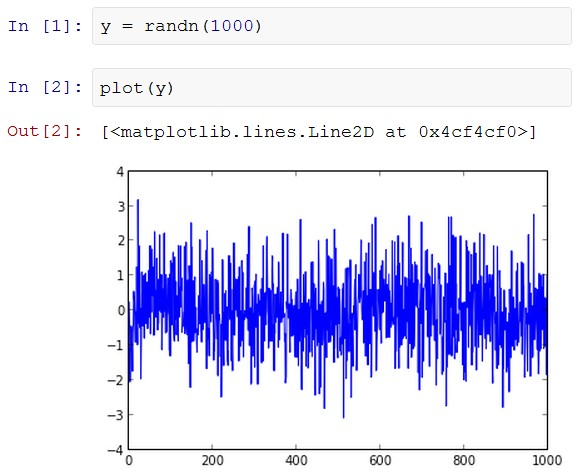 In [1]: y = randn(1000)
In [2]: plot(y)
Out[2]: [<matplotlib.lines.Line2D at 0x4cf4cf0>]
4
3
2
1
0
−1
−2
−3
−4
0 200 400 600 800 1000